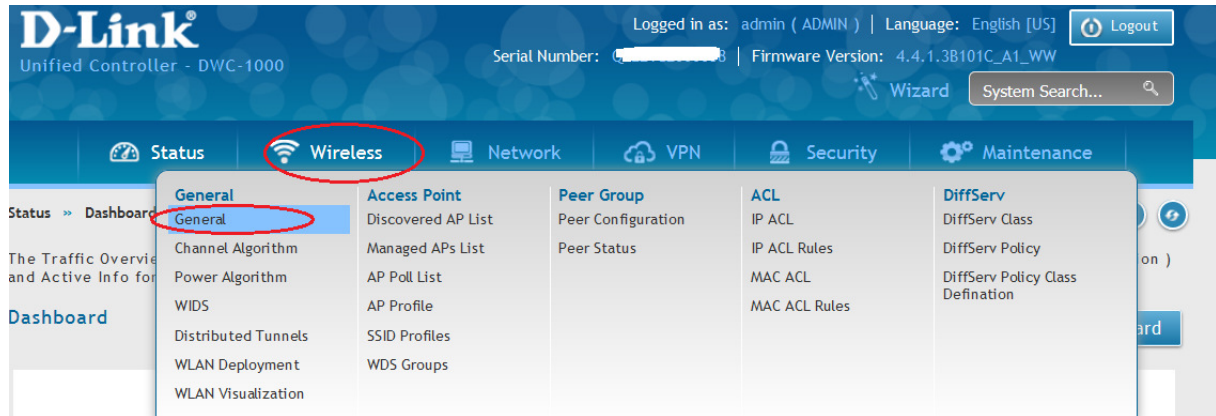 D-Link
Logged in as: admin ( ADMIN ) | Language: English [US]
Logout
Unified Controller - DWC-1000
Serial Number: | Firmware Version: 4.4.1.3B101C_A1_WW
Wizard
System Search...
Status
Wireless
Network
VPN
Security
Maintenance
Status » Dashboard
The Traffic Overvie
and Active Info for
on )
Dashboard
ard
General
General
Channel Algorithm
Power Algorithm
WIDS
Distributed Tunnels
WLAN Deployment
WLAN Visualization
Access Point
Discovered AP List
Managed APs List
AP Poll List
AP Profile
SSID Profiles
WDS Groups
Peer Group
Peer Configuration
Peer Status
ACL
IP ACL
IP ACL Rules
MAC ACL
MAC ACL Rules
DiffServ
DiffServ Class
DiffServ Policy
DiffServ Policy Class
Defination